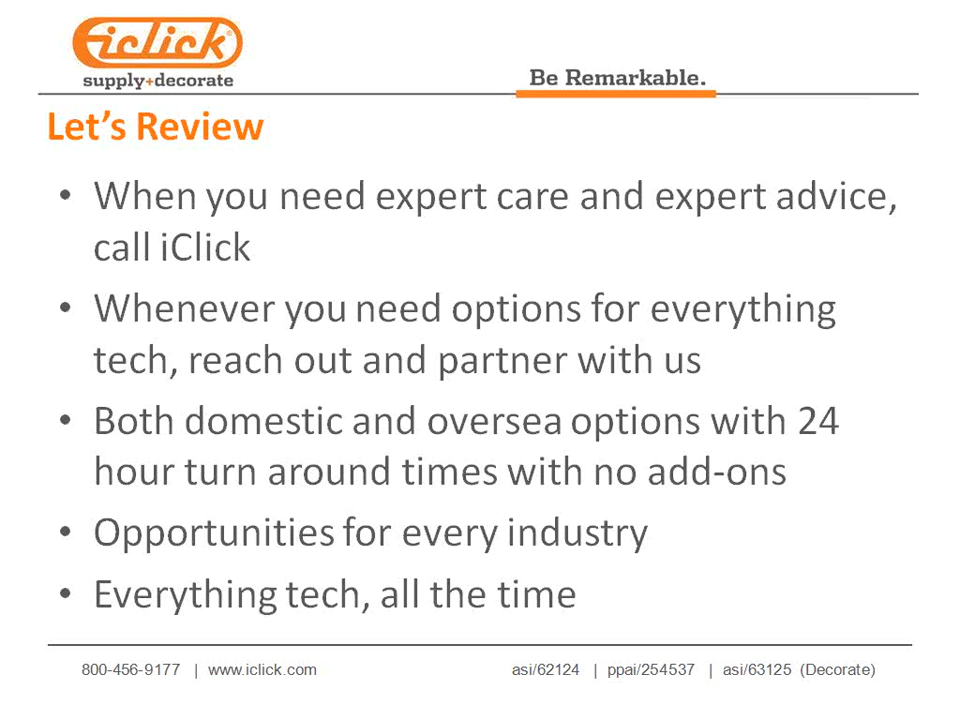 iclick®
supply+decorate
Be Remarkable.
Let's Review
• When you need expert care and expert advice,
call iClick
• Whenever you need options for everything
tech, reach out and partner with us
• Both domestic and oversea options with 24
hour turn around times with no add-ons
• Opportunities for every industry
• Everything tech, all the time
800-456-9177 | www.iclick.com asi/62124 | ppai/254537 | asi/63125 (Decorate)